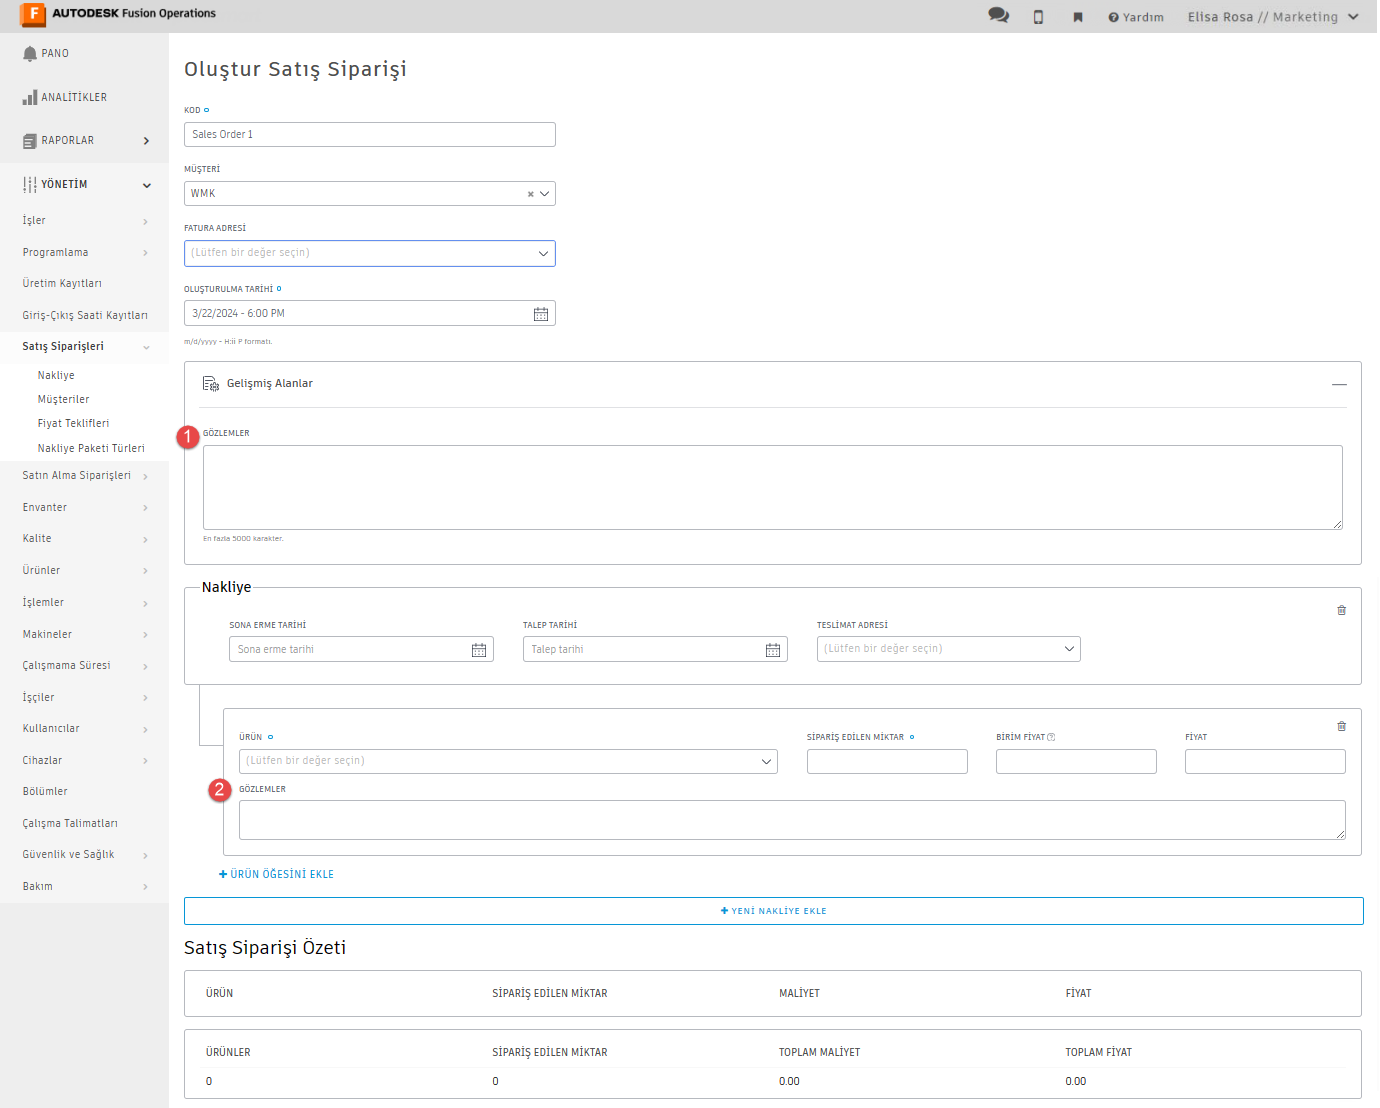 F AUTODESK Fusion Operations
Yardım
Elisa Rosa // Marketing
PANO
ANALİTİKLER
RAPORLAR
YÖNETİM
İşler
Programlama
Üretim Kayıtları
Giriş-Çıkış Saati Kayıtları
Satış Siparişleri
Nakliye
Müşteriler
Fiyat Teklifleri
Nakliye Paketi Türleri
Satın Alma Siparişleri
Envanter
Kalite
Ürünler
İşlemler
Makineler
Çalışmama Süresi
İşçiler
Kullanıcılar
Cihazlar
Bölümler
Çalışma Talimatları
Güvenlik ve Sağlık
Bakım
Oluştur Satış Siparişi
KOD
Sales Order 1
MÜŞTERİ
WMK
FATURA ADRESİ
(Lütfen bir değer seçin)
OLUŞTURULMA TARİHİ
3/22/2024 - 6:00 PM
m/d/yyyy - H:ii P formatı.
Gelişmiş Alanlar
1 GÖZLEMLER
En fazla 5000 karakter.
Nakliye
SONA ERME TARİHİ TALEP TARİHİ TESLİMAT ADRESİ
Sona erme tarihi Talep tarihi (Lütfen bir değer seçin)
ÜRÜN SİPARİŞ EDİLEN MİKTAR BİRİM FİYAT FİYAT
(Lütfen bir değer seçin)
2 GÖZLEMLER
+ ÜRÜN ÖĞESİNİ EKLE
+ YENİ NAKLİYE EKLE
Satış Siparişi Özeti
ÜRÜN SİPARİŞ EDİLEN MİKTAR MALİYET FİYAT
ÜRÜNLER SİPARİŞ EDİLEN MİKTAR TOPLAM MALİYET TOPLAM FİYAT
0 0 0.00 0.00